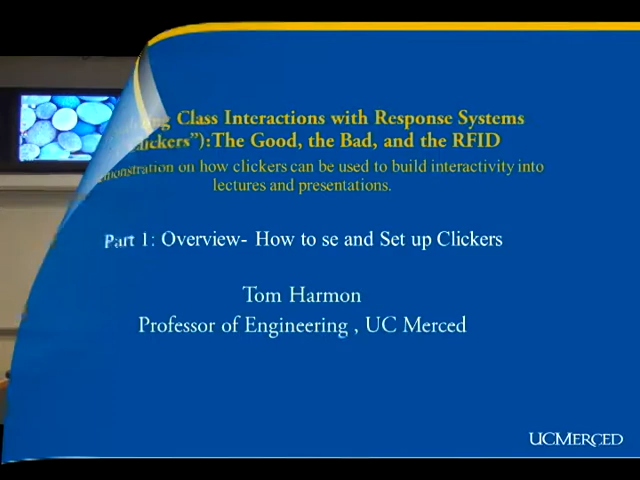 Class Interactions with Response Systems
lickers”):The Good, the Bad, and the RFID
monstration on how clickers can be used to build interactivity into
lectures and presentations.
Part 1: Overview- How to se and Set up Clickers
Tom Harmon
Professor of Engineering , UC Merced
UCMERCED